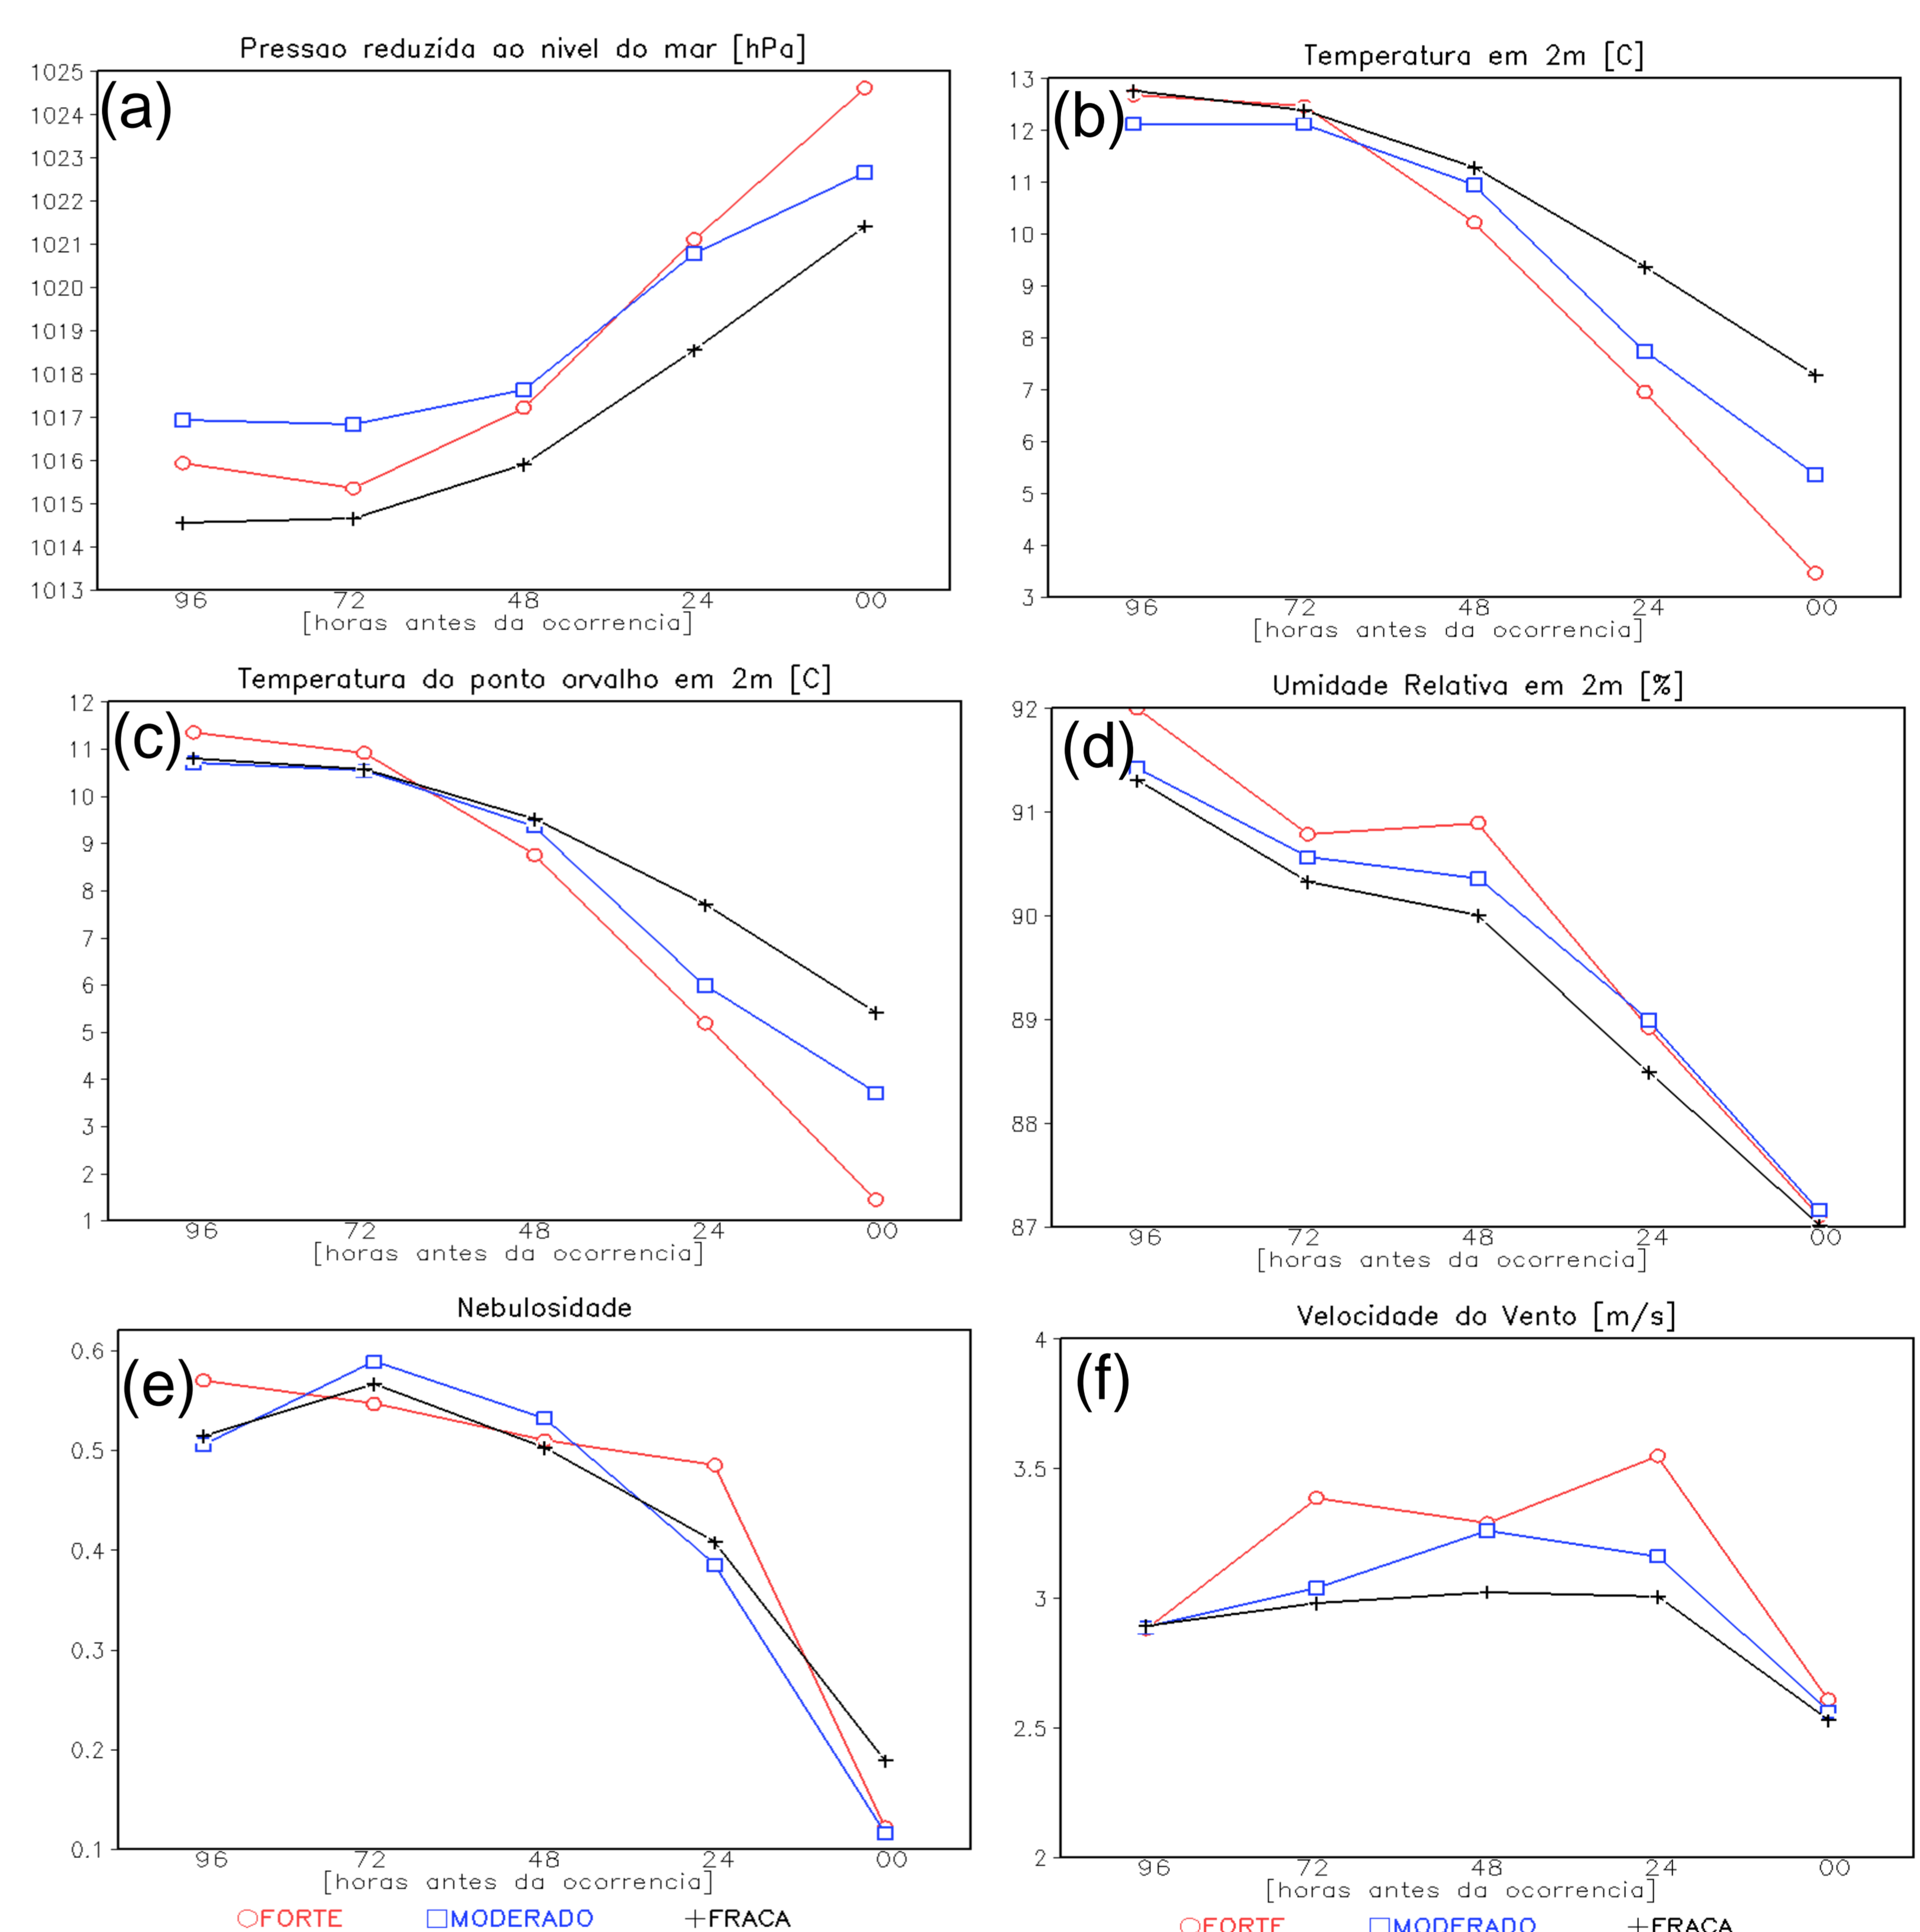 Pressao reduzida ao nivel do mar [hPa]
(a)
1025
1024
1023
1022
1021
1020
1019
1018
1017
1016
1015
1014
1013
96 72 48 24 00
[horas antes da ocorrencia]
Temperatura em 2m [C]
(b)
13
12
11
10
9
8
7
6
5
4
3
96 72 48 24 00
[horas antes da ocorrencia]
Temperatura do ponto orvalho em 2m [C]
(c)
12
11
10
9
8
7
6
5
4
3
2
1
96 72 48 24 00
[horas antes da ocorrencia]
Umidade Relativa em 2m [%]
(d)
92
91
90
89
88
87
96 72 48 24 00
[horas antes da ocorrencia]
Nebulosidade
(e)
0.6
0.5
0.4
0.3
0.2
0.1
96 72 48 24 00
[horas antes da ocorrencia]
FORTE MODERADO FRACA
Velocidade do Vento [m/s]
(f)
4
3.5
3
2.5
2
96 72 48 24 00
[horas antes da ocorrencia]
FORTE MODERADO FRACA